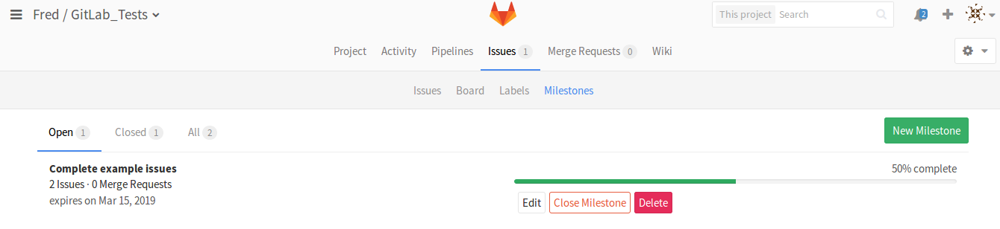 Fred / GitLab_Tests
This project Search
2
Project Activity Pipelines Issues 1 Merge Requests 0 Wiki
Issues Board Labels Milestones
Open 1 Closed 1 All 2
New Milestone
Complete example issues
50% complete
2 Issues · 0 Merge Requests
expires on Mar 15, 2019
Edit Close Milestone Delete